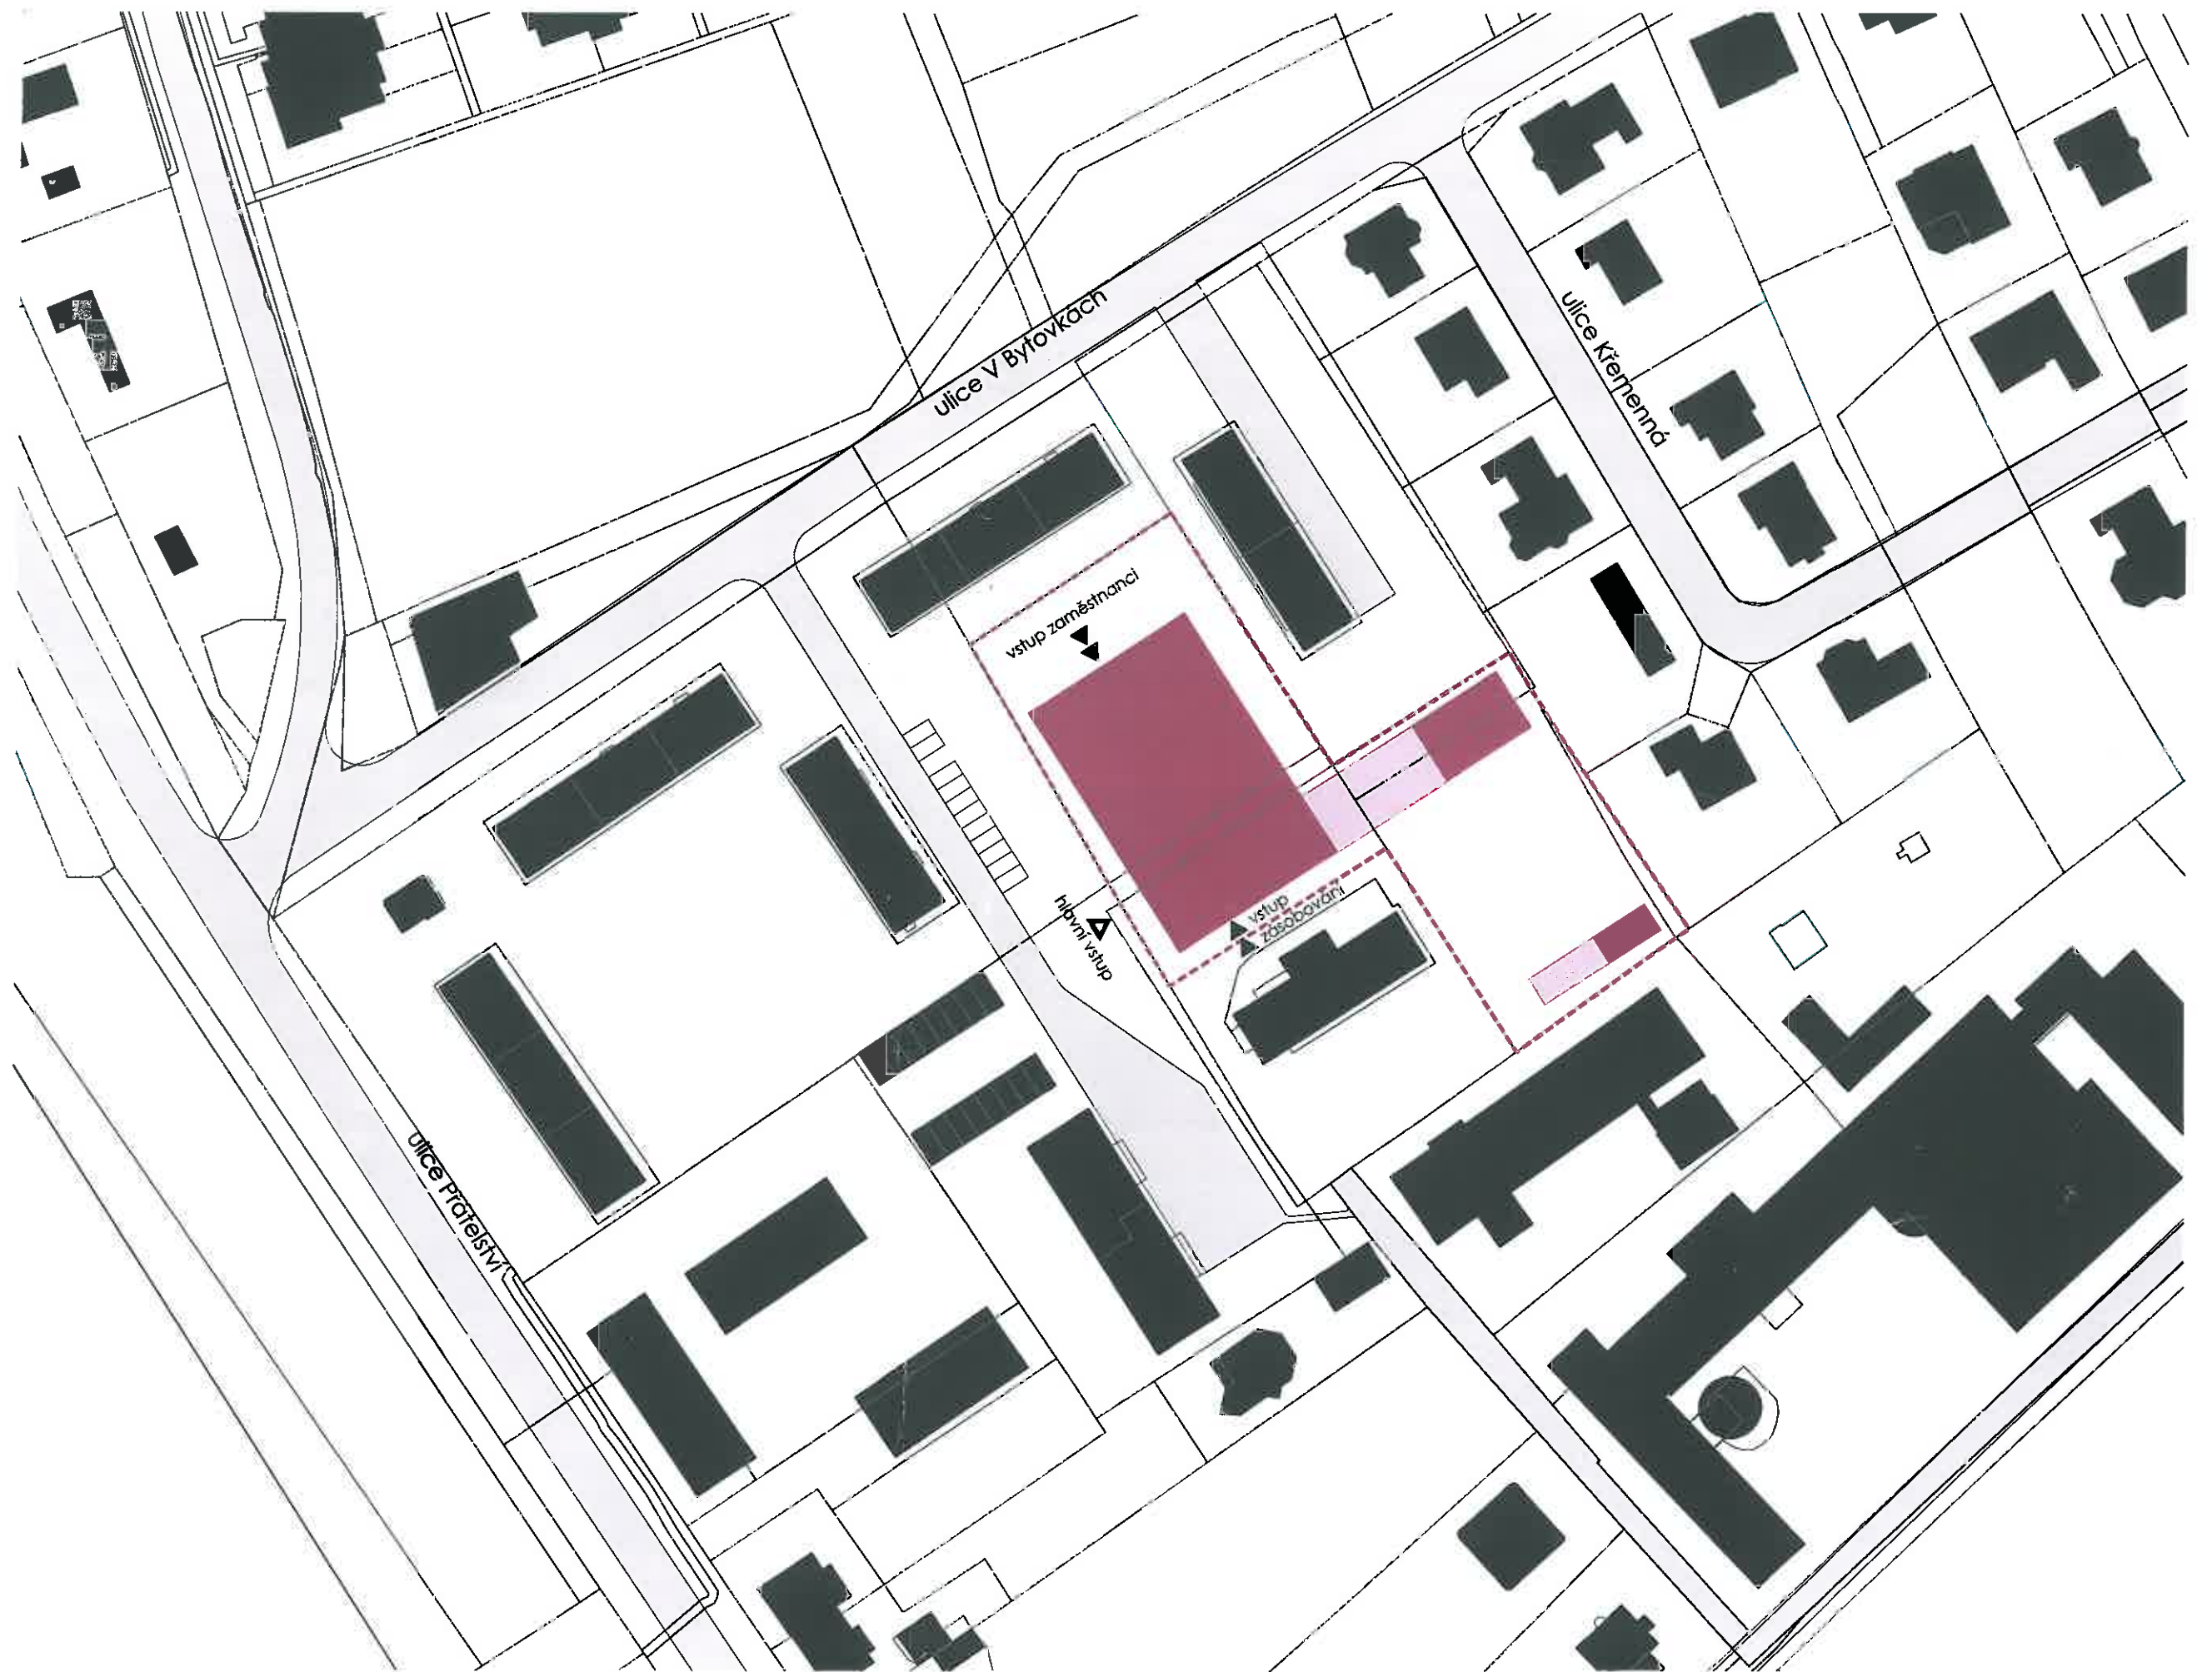 ulice V Bytovkách
ulice Křemenná
vstup zaměstnanci
vstup
zásobování
hlavní vstup
ulice Přátelství